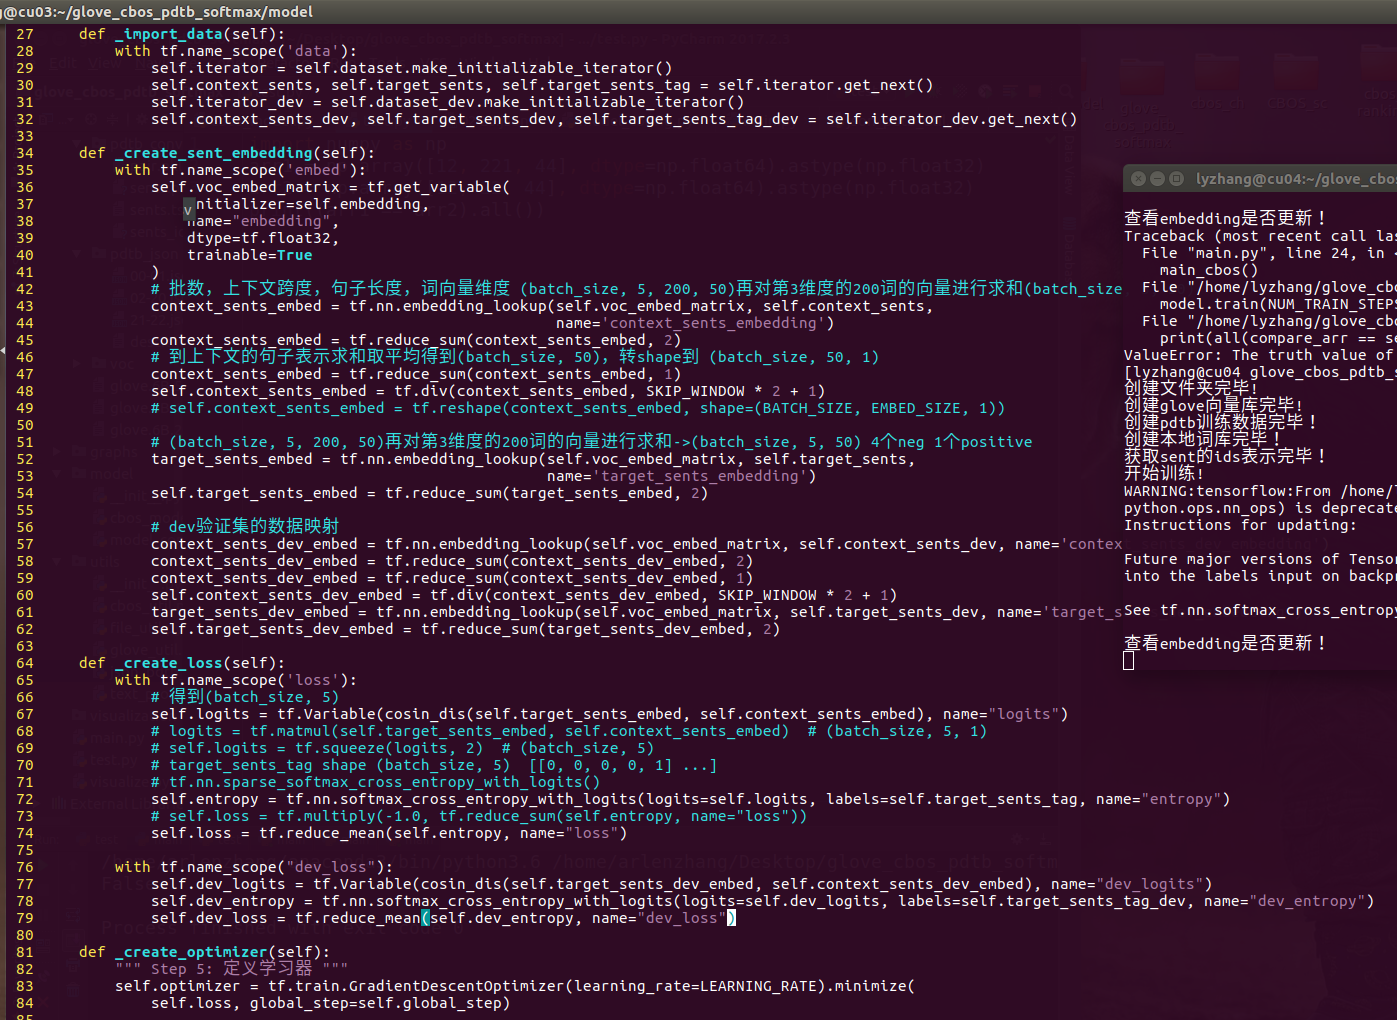 g@cu03:~/glove_cbos_pdtb_softmax/model
27 def _import_data(self):
28 with tf.name_scope('data'):
29 self.iterator = self.dataset.make_initializable_iterator()
30 self.context_sents, self.target_sents, self.target_sents_tag = self.iterator.get_next()
31 self.iterator_dev = self.dataset_dev.make_initializable_iterator()
32 self.context_sents_dev, self.target_sents_dev, self.target_sents_tag_dev = self.iterator_dev.get_next()
33
34 def _create_sent_embedding(self):
35 with tf.name_scope('embed'):
36 self.voc_embed_matrix = tf.get_variable(
37 nitializer=self.embedding,
38 name="embedding",
39 dtype=tf.float32,
40 trainable=True
41 )
42 # 批数，上下文跨度，句子长度，词向量维度 (batch_size, 5, 200, 50)再对第3维度的200词的向量进行求和(batch_size
43 context_sents_embed = tf.nn.embedding_lookup(self.voc_embed_matrix, self.context_sents,
44 name='context_sents_embedding')
45 context_sents_embed = tf.reduce_sum(context_sents_embed, 2)
46 # 到上下文的句子表示求和取平均得到(batch_size, 50)，转shape到 (batch_size, 50, 1)
47 context_sents_embed = tf.reduce_sum(context_sents_embed, 1)
48 self.context_sents_embed = tf.div(context_sents_embed, SKIP_WINDOW * 2 + 1)
49 # self.context_sents_embed = tf.reshape(context_sents_embed, shape=(BATCH_SIZE, EMBED_SIZE, 1))
50
51 # (batch_size, 5, 200, 50)再对第3维度的200词的向量进行求和->(batch_size, 5, 50) 4个neg 1个positive
52 target_sents_embed = tf.nn.embedding_lookup(self.voc_embed_matrix, self.target_sents,
53 name='target_sents_embedding')
54 self.target_sents_embed = tf.reduce_sum(target_sents_embed, 2)
55
56 # dev验证集的数据映射
57 context_sents_dev_embed = tf.nn.embedding_lookup(self.voc_embed_matrix, self.context_sents_dev, name='contex
58 context_sents_dev_embed = tf.reduce_sum(context_sents_dev_embed, 2)
59 context_sents_dev_embed = tf.reduce_sum(context_sents_dev_embed, 1)
60 self.context_sents_dev_embed = tf.div(context_sents_dev_embed, SKIP_WINDOW * 2 + 1)
61 target_sents_dev_embed = tf.nn.embedding_lookup(self.voc_embed_matrix, self.target_sents_dev, name='target_s
62 self.target_sents_dev_embed = tf.reduce_sum(target_sents_dev_embed, 2)
63
64 def _create_loss(self):
65 with tf.name_scope('loss'):
66 # 得到(batch_size, 5)
67 self.logits = tf.Variable(cosin_dis(self.target_sents_embed, self.context_sents_embed), name="logits")
68 # logits = tf.matmul(self.target_sents_embed, self.context_sents_embed) # (batch_size, 5, 1)
69 # self.logits = tf.squeeze(logits, 2) # (batch_size, 5)
70 # target_sents_tag shape (batch_size, 5) [[0, 0, 0, 0, 1] ...]
71 # tf.nn.sparse_softmax_cross_entropy_with_logits()
72 self.entropy = tf.nn.softmax_cross_entropy_with_logits(logits=self.logits, labels=self.target_sents_tag, name="entropy")
73 # self.loss = tf.multiply(-1.0, tf.reduce_sum(self.entropy, name="loss"))
74 self.loss = tf.reduce_mean(self.entropy, name="loss")
75
76 with tf.name_scope("dev_loss"):
77 self.dev_logits = tf.Variable(cosin_dis(self.target_sents_dev_embed, self.context_sents_dev_embed), name="dev_logits")
78 self.dev_entropy = tf.nn.softmax_cross_entropy_with_logits(logits=self.dev_logits, labels=self.target_sents_tag_dev, name="dev_entropy")
79 self.dev_loss = tf.reduce_mean(self.dev_entropy, name="dev_loss")
80
81 def _create_optimizer(self):
82 """ Step 5: 定义学习器 """
83 self.optimizer = tf.train.GradientDescentOptimizer(learning_rate=LEARNING_RATE).minimize(
84 self.loss, global_step=self.global_step)
85
lyzhang@cu04:~/glove_cbos
查看embedding是否更新！
Traceback (most recent call las
File "main.py", line 24, in <
main_cbos()
File "/home/lyzhang/glove_cbo
model.train(NUM_TRAIN_STEPS
File "/home/lyzhang/glove_cbo
print(all(compare_arr == se
ValueError: The truth value of
[lyzhang@cu04 glove_cbos_pdtb_s
创建文件夹完毕!
创建glove向量库完毕!
创建pdtb训练数据完毕！
创建本地词库完毕！
获取sent的ids表示完毕！
开始训练!
WARNING:tensorflow:From /home/l
python.ops.nn_ops) is deprecate
Instructions for updating:
Future major versions of Tensor
into the labels input on backpr
See tf.nn.softmax_cross_entropy
查看embedding是否更新！